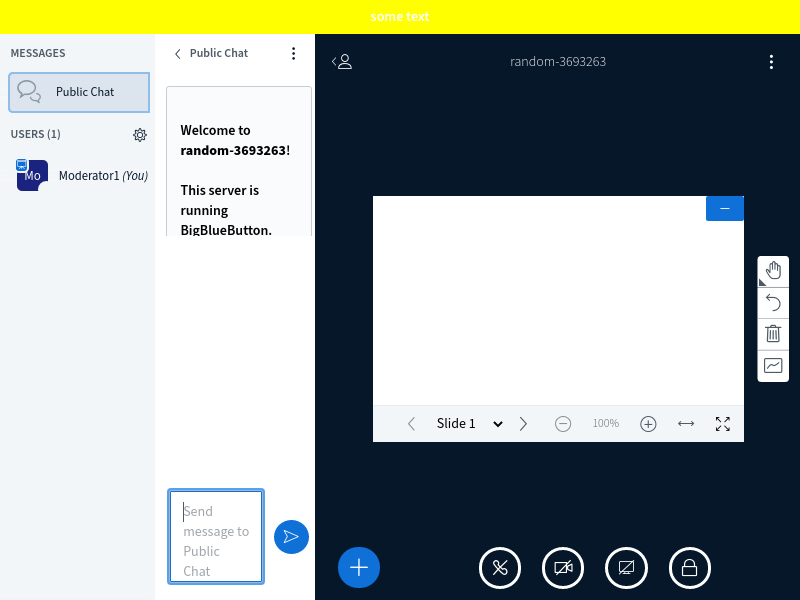 some text
MESSAGES
Public Chat
USERS (1)
Mo
Moderator1 (You)
Public Chat
Welcome to
random-3693263!
This server is
running
BigBlueButton.
Send
message to
Public
Chat
random-3693263
Slide 1
100%